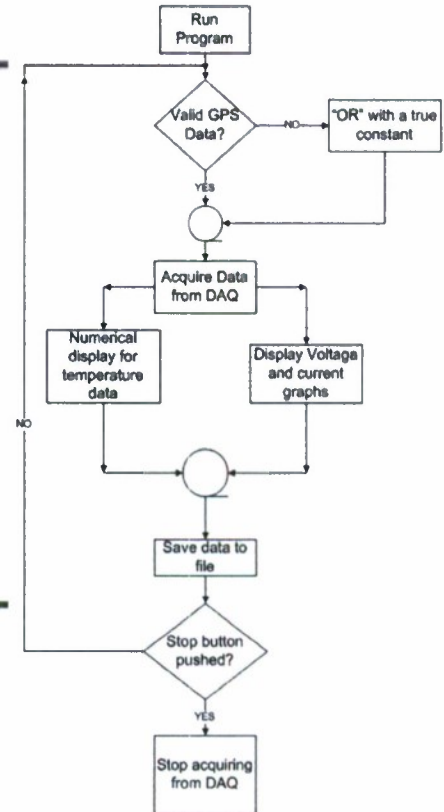 Run
Program
Valid GPS
Data?
NO
"OR" with a true
constant
YES
Acquire Data
from DAQ
Numerical
display for
temperature
data
Display Voltaga
and current
graphs
NO
Save data to
file
Stop button
pushed?
YES
Stop acquiring
from DAQ